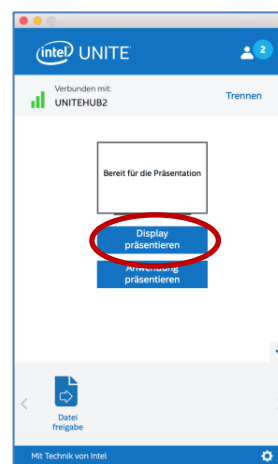 intel UNITE
2
Verbunden mit:
UNITEHUB2
Trennen
Bereit für die Präsentation
Display
präsentieren
Anwendung
präsentieren
Datei
freigabe
Mit Technik von Intel